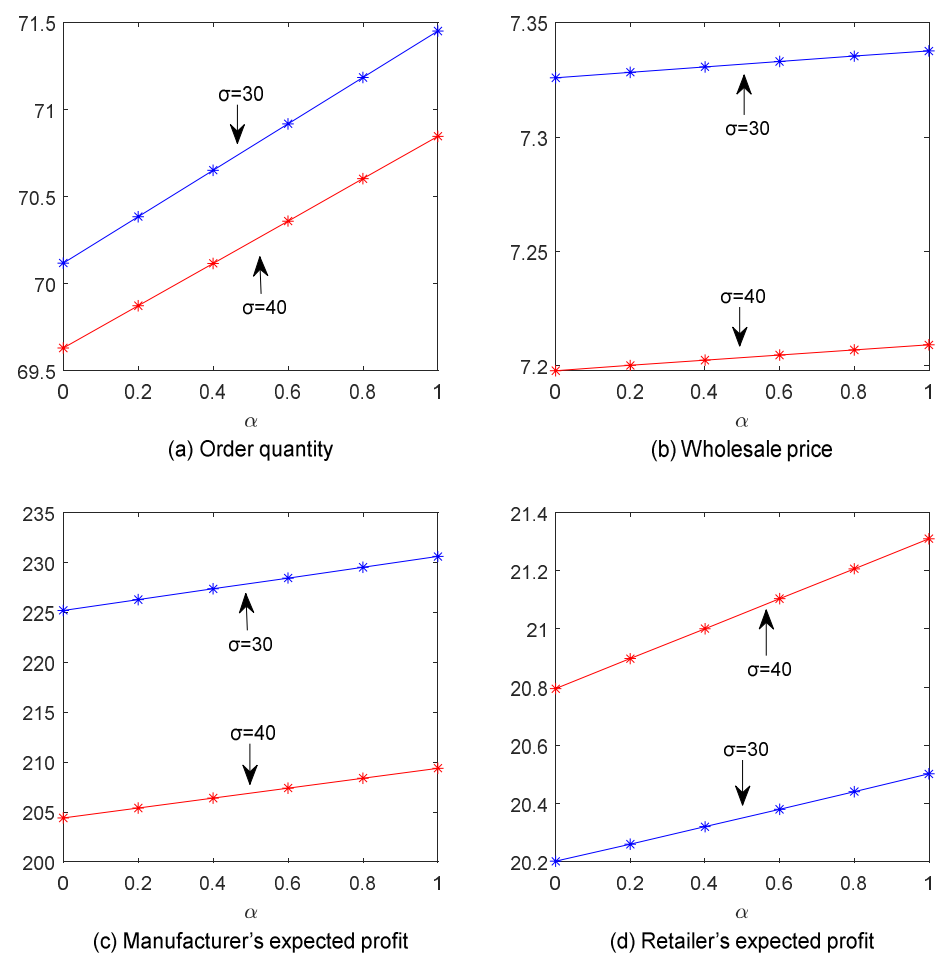 71.5
71
70.5
70
69.5
σ=30
σ=40
0 0.2 0.4 0.6 0.8 1
α
(a) Order quantity
7.35
7.3
7.25
7.2
σ=30
σ=40
0 0.2 0.4 0.6 0.8 1
α
(b) Wholesale price
235
230
225
220
215
210
205
200
σ=30
σ=40
0 0.2 0.4 0.6 0.8 1
α
(c) Manufacturer's expected profit
21.4
21.2
21
20.8
20.6
20.4
20.2
σ=40
σ=30
0 0.2 0.4 0.6 0.8 1
α
(d) Retailer's expected profit